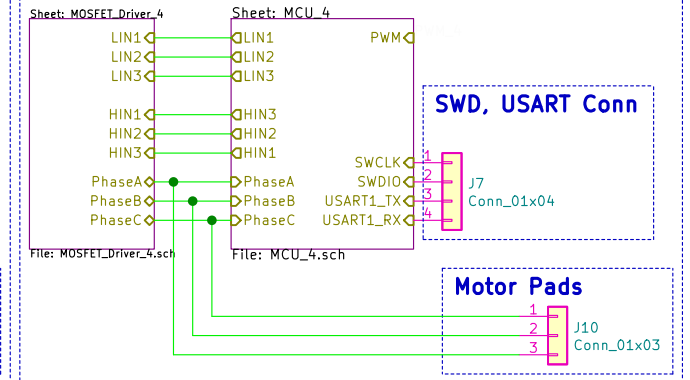 Sheet: MOSFET_Driver_4
LIN1
LIN2
LIN3
HIN1
HIN2
HIN3
PhaseA
PhaseB
PhaseC
File: MOSFET_Driver_4.sch
Sheet: MCU_4
LIN1
LIN2
LIN3
HIN3
HIN2
HIN1
PhaseA
PhaseB
PhaseC
PWM
SWCLK
SWDIO
USART1_TX
USART1_RX
File: MCU_4.sch
SWD, USART Conn
1
2
3
4
J7
Conn_01x04
Motor Pads
1
2
3
J10
Conn_01x03